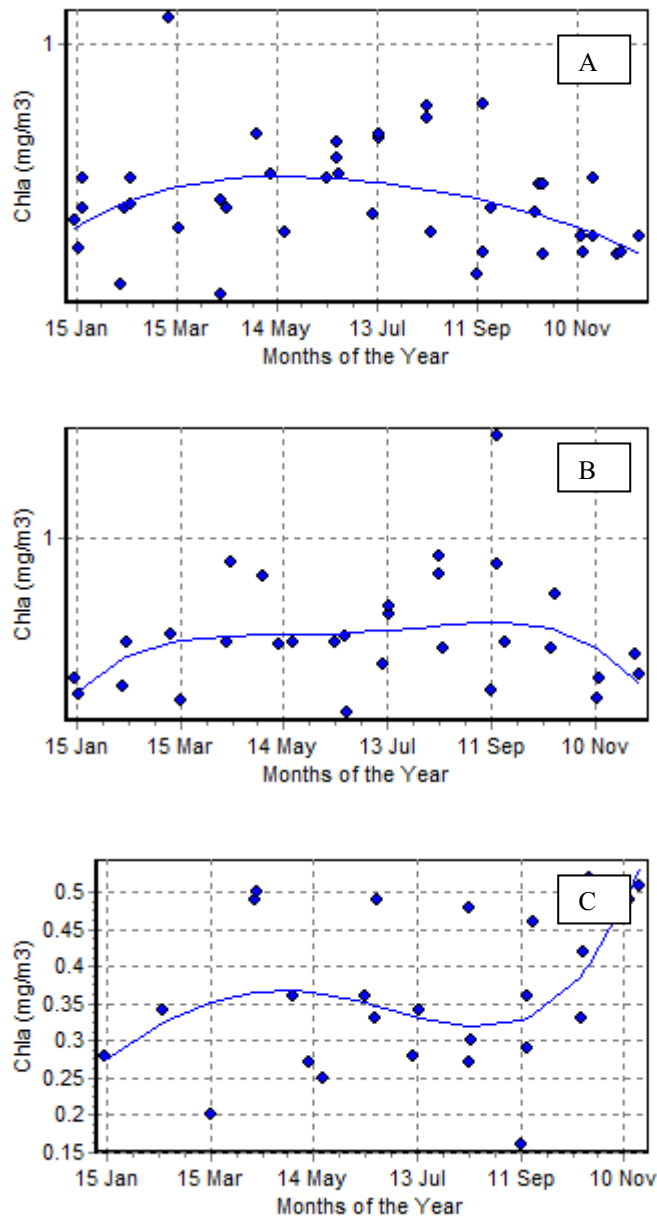 A
1
Chla (mg/m3)
15 Jan 15 Mar 14 May 13 Jul 11 Sep 10 Nov
Months of the Year
B
1
Chla (mg/m3)
15 Jan 15 Mar 14 May 13 Jul 11 Sep 10 Nov
Months of the Year
C
0.5
0.45
0.4
0.35
0.3
0.25
0.2
0.15
Chla (mg/m3)
15 Jan 15 Mar 14 May 13 Jul 11 Sep 10 Nov
Months of the Year